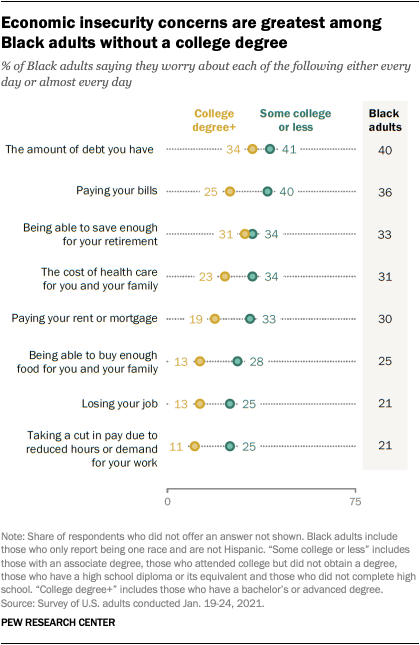 Economic insecurity concerns are greatest among
Black adults without a college degree
% of Black adults saying they worry about each of the following either every
day or almost every day
College
degree+
Some college
or less
Black
adults
The amount of debt you have 34 41 40
Paying your bills 25 40 36
Being able to save enough
for your retirement 31 34 33
The cost of health care
for you and your family 23 34 31
Paying your rent or mortgage 19 33 30
Being able to buy enough
food for you and your family 13 28 25
Losing your job 13 25 21
Taking a cut in pay due to
reduced hours or demand
for your work 11 25 21
0 75
Note: Share of respondents who did not offer an answer not shown. Black adults include
those who only report being one race and are not Hispanic. “Some college or less” includes
those with an associate degree, those who attended college but did not obtain a degree,
those who have a high school diploma or its equivalent and those who did not complete high
school. “College degree+” includes those who have a bachelor’s or advanced degree.
Source: Survey of U.S. adults conducted Jan. 19-24, 2021.
PEW RESEARCH CENTER